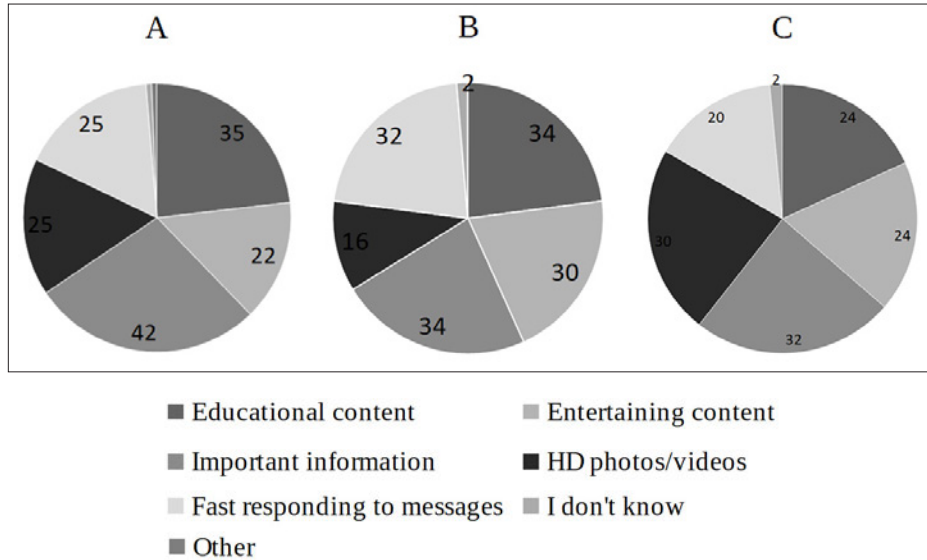 A B C
25 35 25 22 42
2 32 34 16 30 34
2 20 24 30 24 32
Educational content Entertaining content
Important information HD photos/videos
Fast responding to messages I don't know
Other